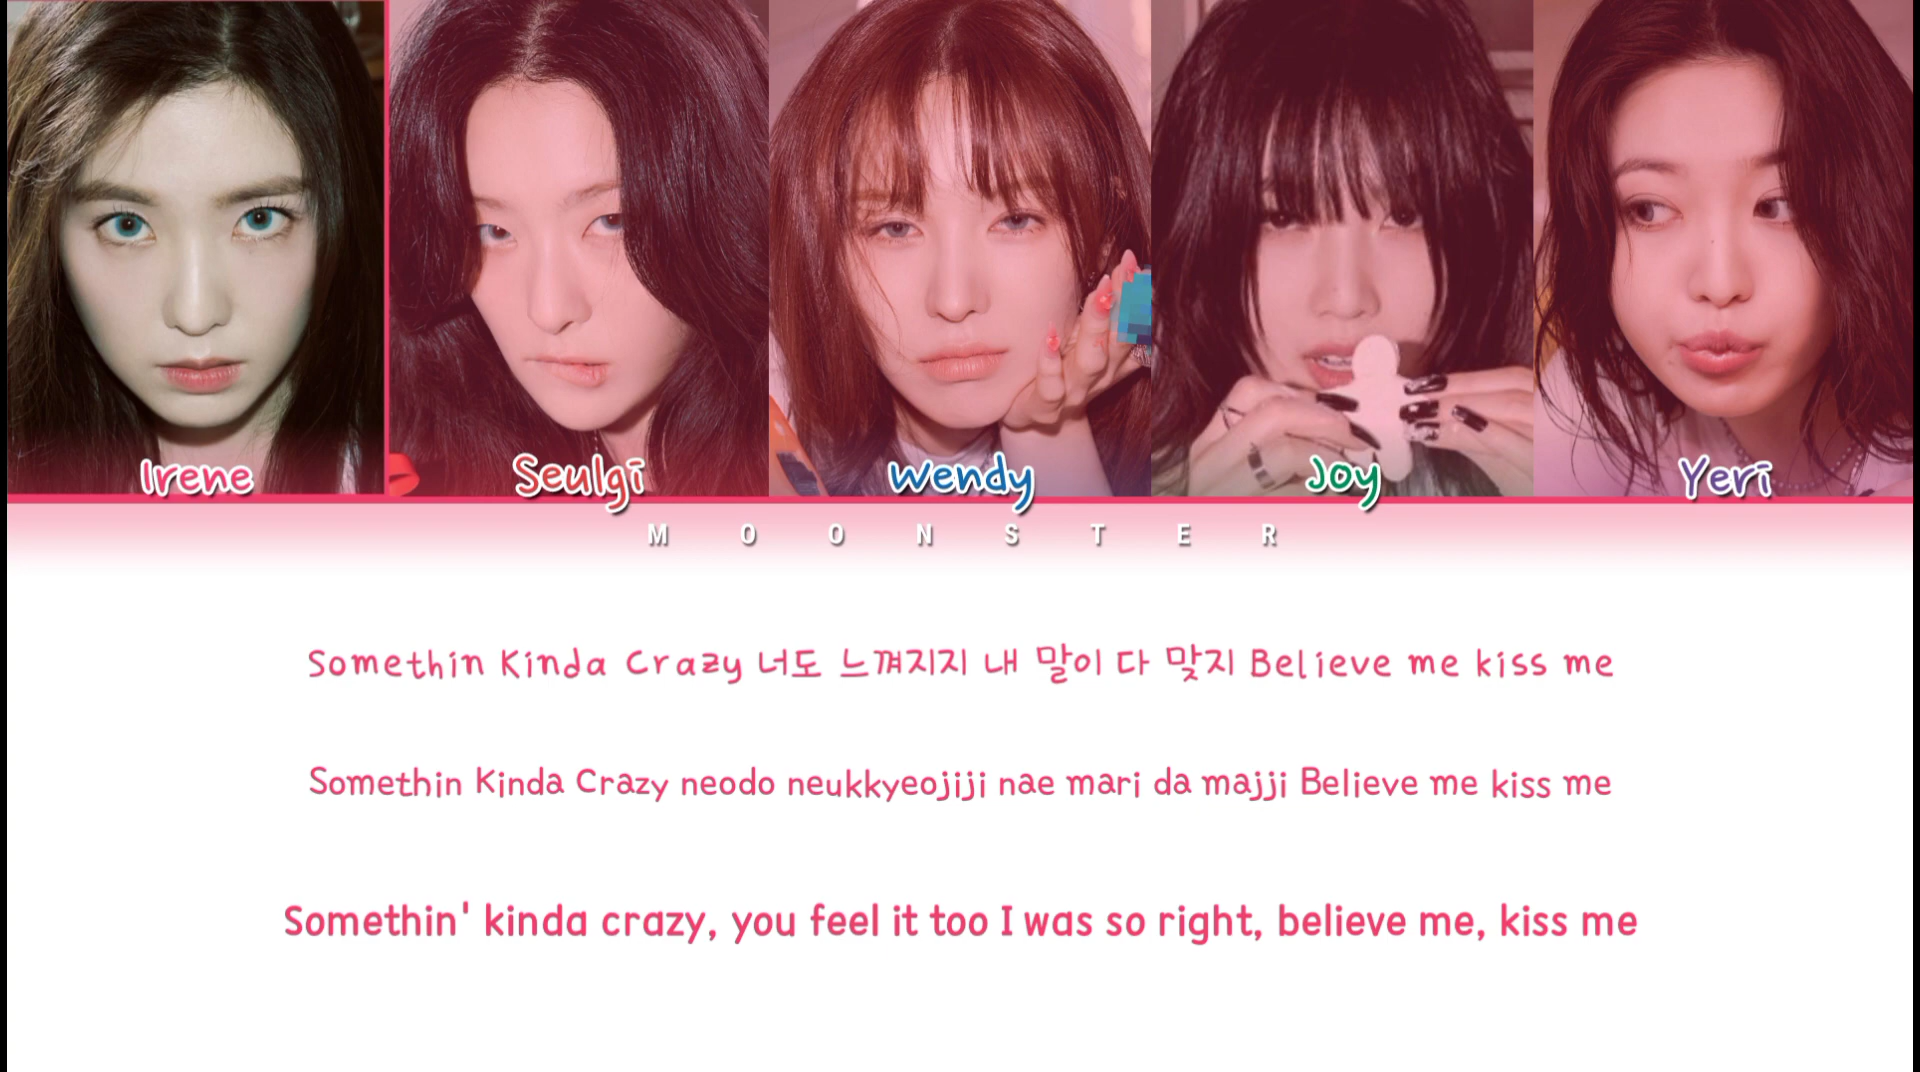 Irene Seulgi Wendy Joy Yeri
MOONSTER
Somethin Kinda Crazy 너도 느껴지지 내 말이 다 맞지 Believe me kiss me
Somethin Kinda Crazy neodo neukkyeojiji nae mari da majji Believe me kiss me
Somethin' kinda crazy, you feel it too I was so right, believe me, kiss me